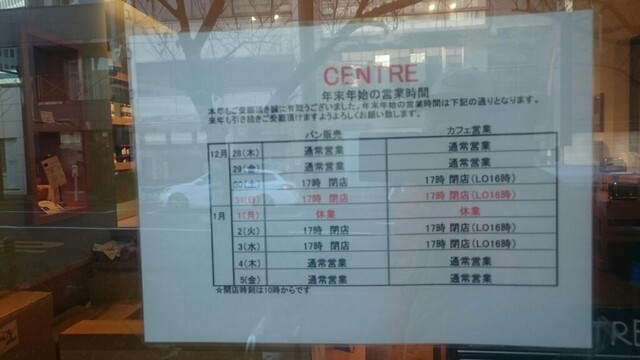 CENTRE
年末年始の営業時間
本年もご愛顧頂き誠に有難うございました。年末年始の営業時間は下記の通りとなります。
来年も引き続きご愛顧頂けますようよろしくお願い致します。
パン販売 カフェ営業
12月 28(木) 通常営業 通常営業
29(金) 通常営業 通常営業
30(土) 17時 閉店 17時 閉店(LO16時)
31(日) 17時 閉店 17時 閉店(LO16時)
1月 1(月) 休業 休業
2(火) 17時 閉店 17時 閉店(LO16時)
3(水) 17時 閉店 17時 閉店(LO16時)
4(木) 通常営業 通常営業
5(金) 通常営業 通常営業
☆開店時刻は10時からです
TRE